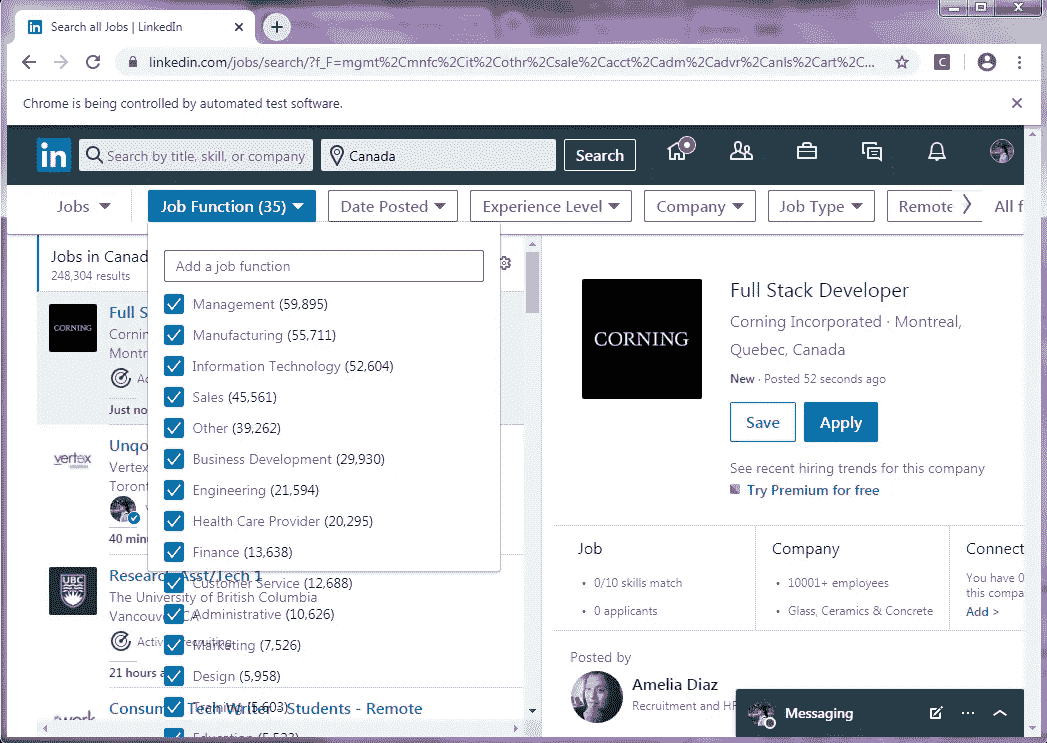 Search all Jobs | LinkedIn
linkedin.com/jobs/search/?f_F=mgmt%2Cmnfc%2Cit%2Cothr%2Csale%2Cacct%2Cadm%2Cadvr%2Canls%2Cart%2C...
C
Chrome is being controlled by automated test software.
in
Search by title, skill, or company
Canada
Search
Jobs
Job Function (35)
Date Posted
Experience Level
Company
Job Type
Remote
All f
Jobs in Canad
248,304 results
Add a job function
Management (59,895)
Manufacturing (55,711)
Information Technology (52,604)
Sales (45,561)
Other (39,262)
Business Development (29,930)
Engineering (21,594)
Health Care Provider (20,295)
Finance (13,638)
Customer Service (12,688)
Administrative (10,626)
Marketing (7,526)
Design (5,958)
Training (5,603)
Education (5,523)
CORNING
Full S
Cornin
Montr
Ac
Just no
vertex
Unqo
Vertex
Toront
40 minu
UBC
Research Asst/Tech 1
The University of British Columbia
Vancouver, CA
Actively recruiting
21 hours a
Consum Tech Writer - Students - Remote
CORNING
Full Stack Developer
Corning Incorporated · Montreal,
Quebec, Canada
New · Posted 52 seconds ago
Save
Apply
See recent hiring trends for this company
Try Premium for free
Job
• 0/10 skills match
• 0 applicants
Company
• 10001+ employees
• Glass, Ceramics & Concrete
Connect
You have 0
this compa
Add >
Posted by
Amelia Diaz
Recruitment and HR
Messaging